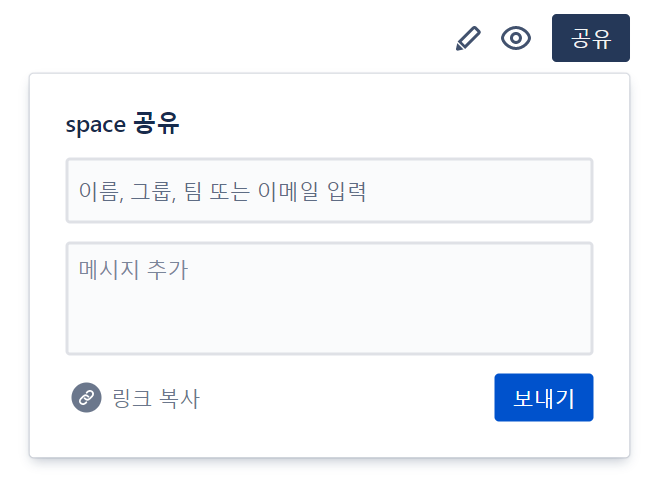 공유
space 공유
이름, 그룹, 팀 또는 이메일 입력
메시지 추가
링크 복사
보내기